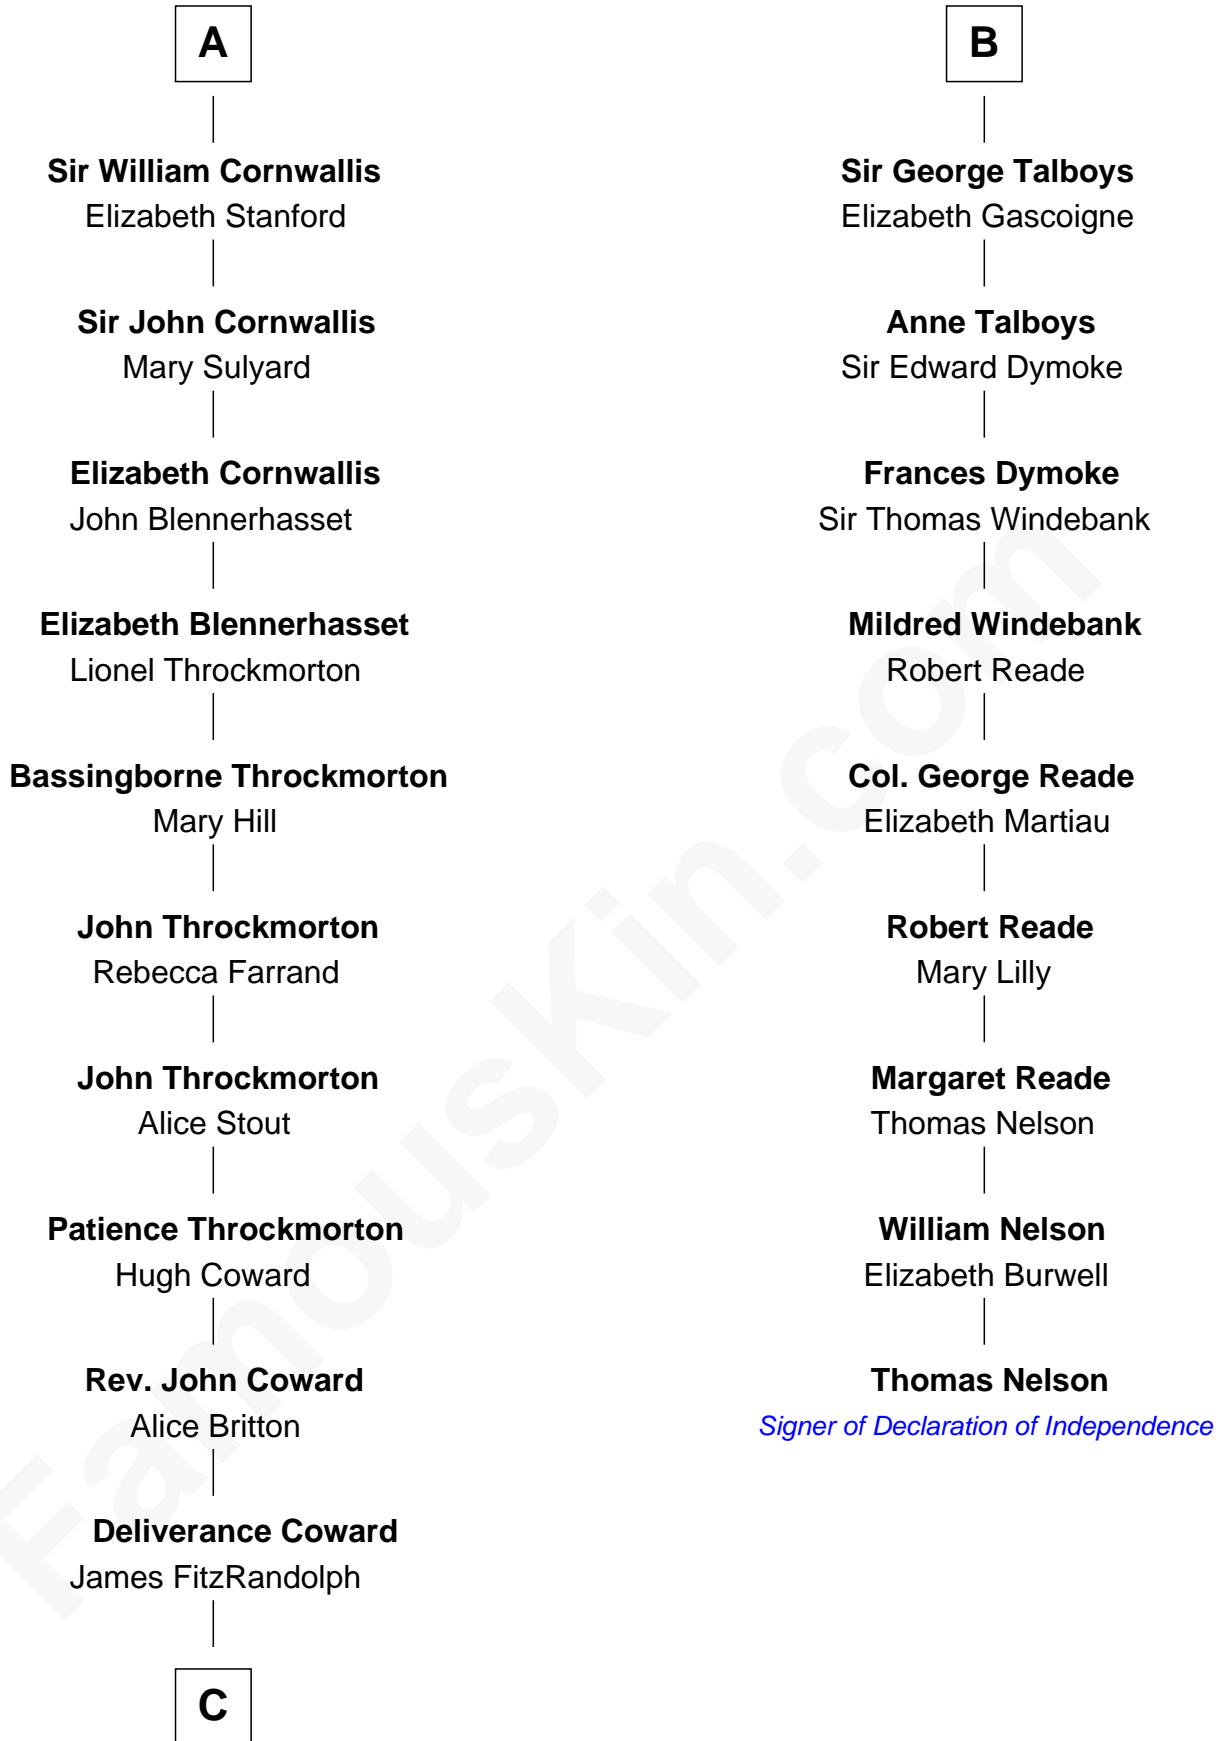 A
Sir William Cornwallis
Elizabeth Stanford
Sir John Cornwallis
Mary Sulyard
Elizabeth Cornwallis
John Blennerhasset
Elizabeth Blennerhasset
Lionel Throckmorton
Bassingborne Throckmorton
Mary Hill
John Throckmorton
Rebecca Farrand
John Throckmorton
Alice Stout
Patience Throckmorton
Hugh Coward
Rev. John Coward
Alice Britton
Deliverance Coward
James FitzRandolph
C
B
Sir George Talboys
Elizabeth Gascoigne
Anne Talboys
Sir Edward Dymoke
Frances Dymoke
Sir Thomas Windebank
Mildred Windebank
Robert Reade
Col. George Reade
Elizabeth Martiau
Robert Reade
Mary Lilly
Margaret Reade
Thomas Nelson
William Nelson
Elizabeth Burwell
Thomas Nelson
Signer of Declaration of Independence
FamousKin.com